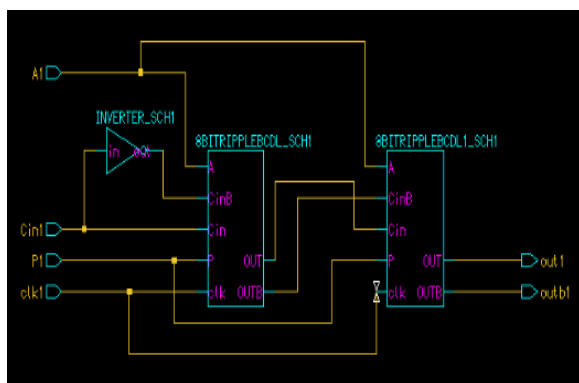 A1
INVERTER_SCH1
in out
8BITRIPPLEBCDL_SCH1
8BITRIPPLEBCDL1_SCH1
A
A
CinB
CinB
Cin1
Cin
Cin
P1
P OUT
P OUT
out1
clk1
clk OUTB
clk OUTB
outb1